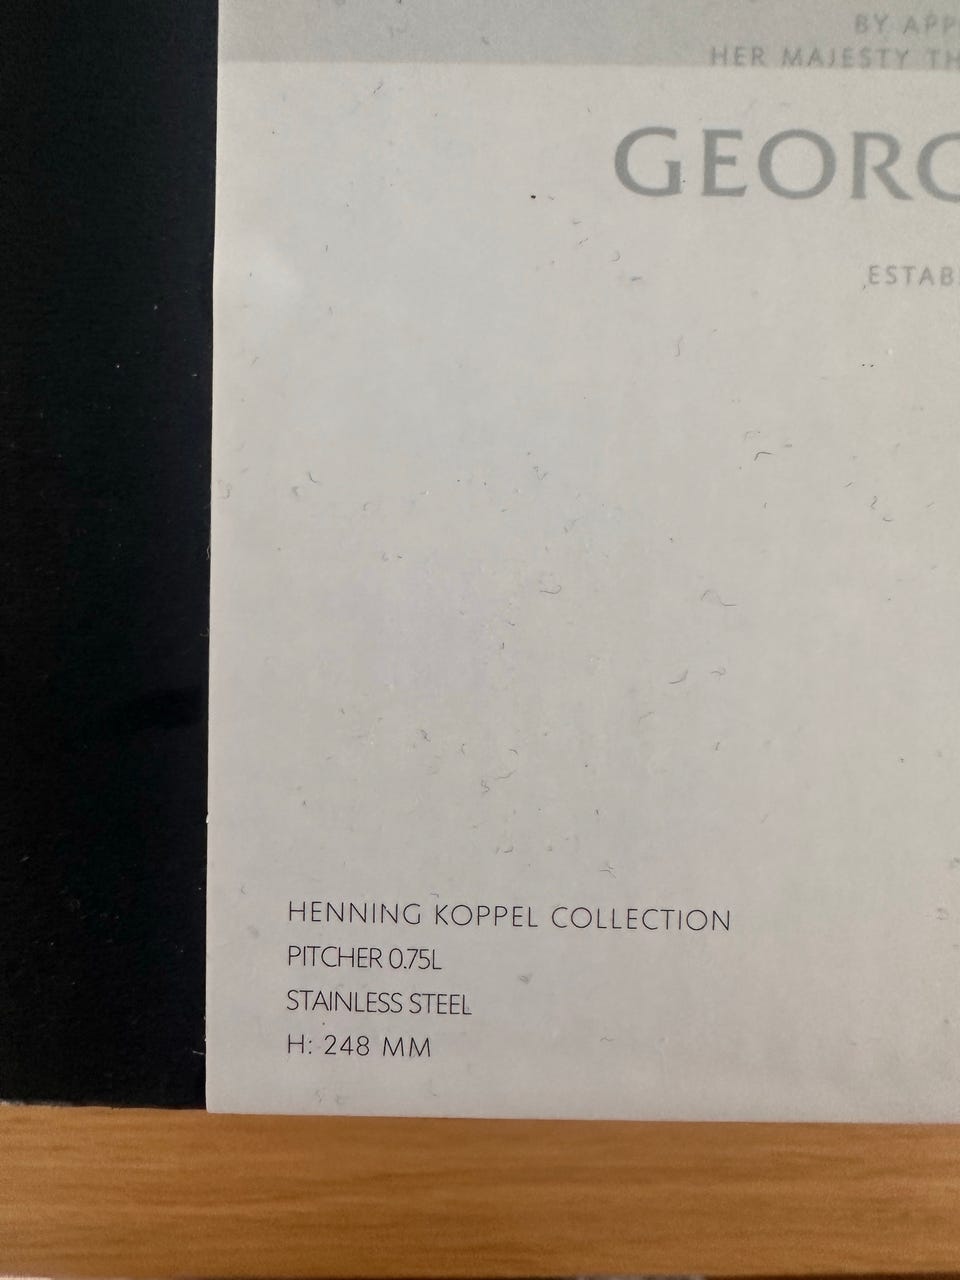 BY APP
HER MAJESTY TH
GEORG
ESTAB
HENNING KOPPEL COLLECTION
PITCHER 0.75L
STAINLESS STEEL
H: 248 MM